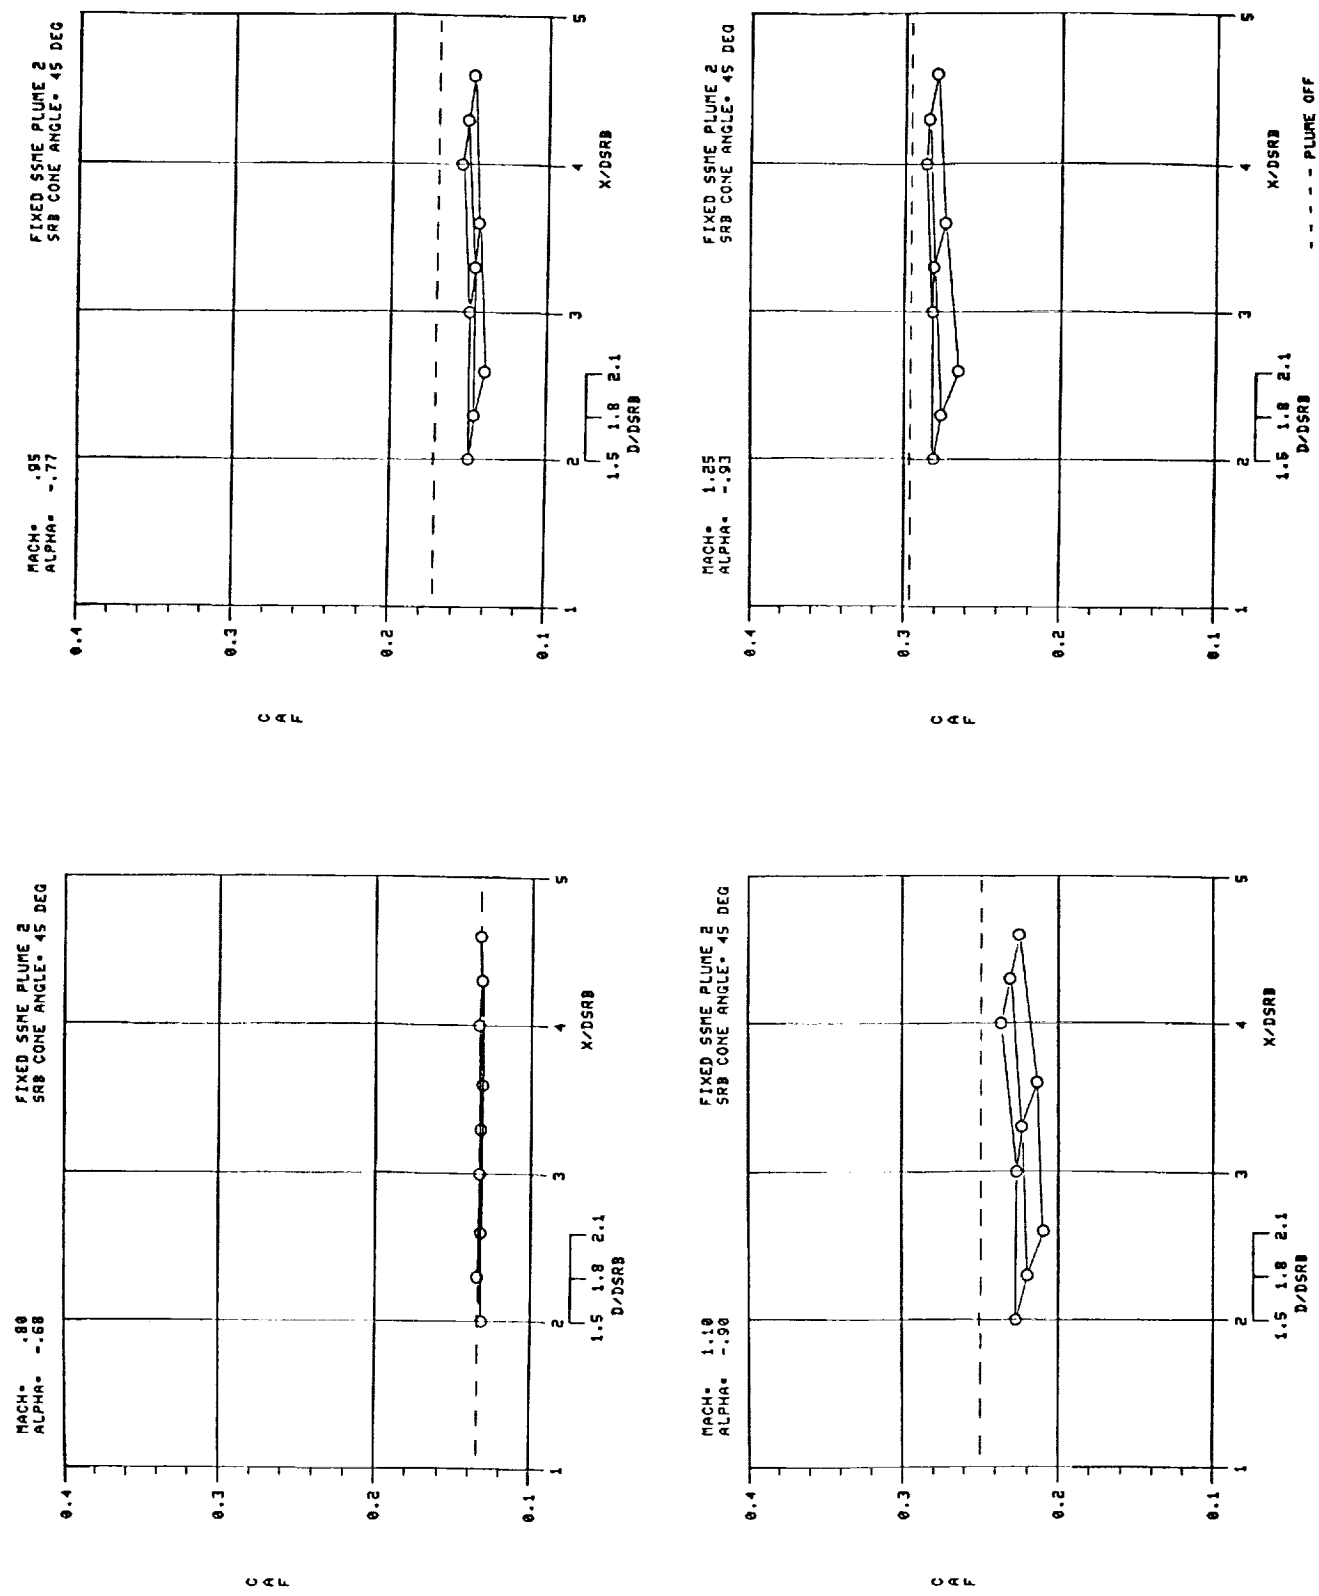 MACH= .80
ALPHA= -.68
FIXED SSME PLUME 2
SRB CONE ANGLE= 45 DEG
0.4
0.3
0.2
0.1
C
A
F
1
2
3
4
5
1.5 1.8 2.1
D/DSRB
X/DSRB
MACH= .95
ALPHA= -.77
FIXED SSME PLUME 2
SRB CONE ANGLE= 45 DEG
0.4
0.3
0.2
0.1
C
A
F
1
2
3
4
5
1.5 1.8 2.1
D/DSRB
X/DSRB
MACH= 1.10
ALPHA= -.90
FIXED SSME PLUME 2
SRB CONE ANGLE= 45 DEG
0.4
0.3
0.2
0.1
C
A
F
1
2
3
4
5
1.5 1.8 2.1
D/DSRB
X/DSRB
MACH= 1.25
ALPHA= -.93
FIXED SSME PLUME 2
SRB CONE ANGLE= 45 DEG
0.4
0.3
0.2
0.1
C
A
F
1
2
3
4
5
1.5 1.8 2.1
D/DSRB
X/DSRB
- - - - PLUME OFF